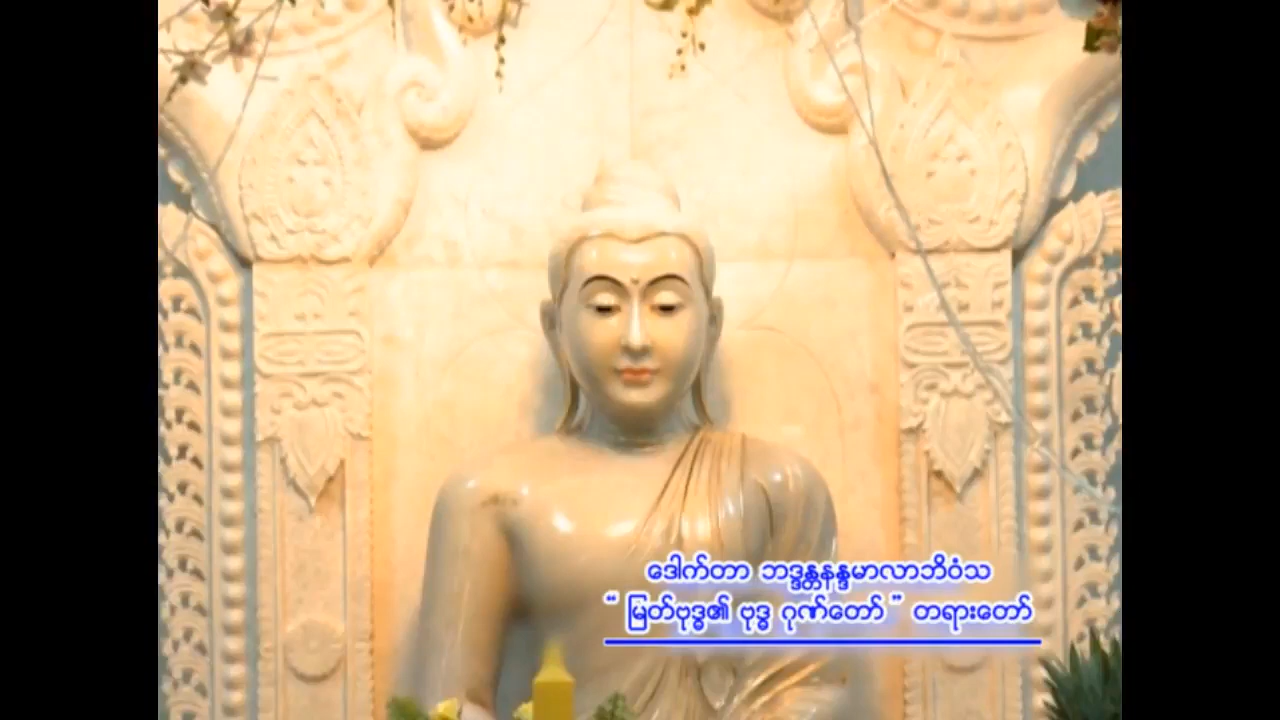 ဒေါက်တာ ဘဒ္ဒန္တနန္ဒမာလာဘိဝံသ
“ မြတ်ဗုဒ္ဓ၏ ဗုဒ္ဓ ဂုဏ်တော် ” တရားတော်